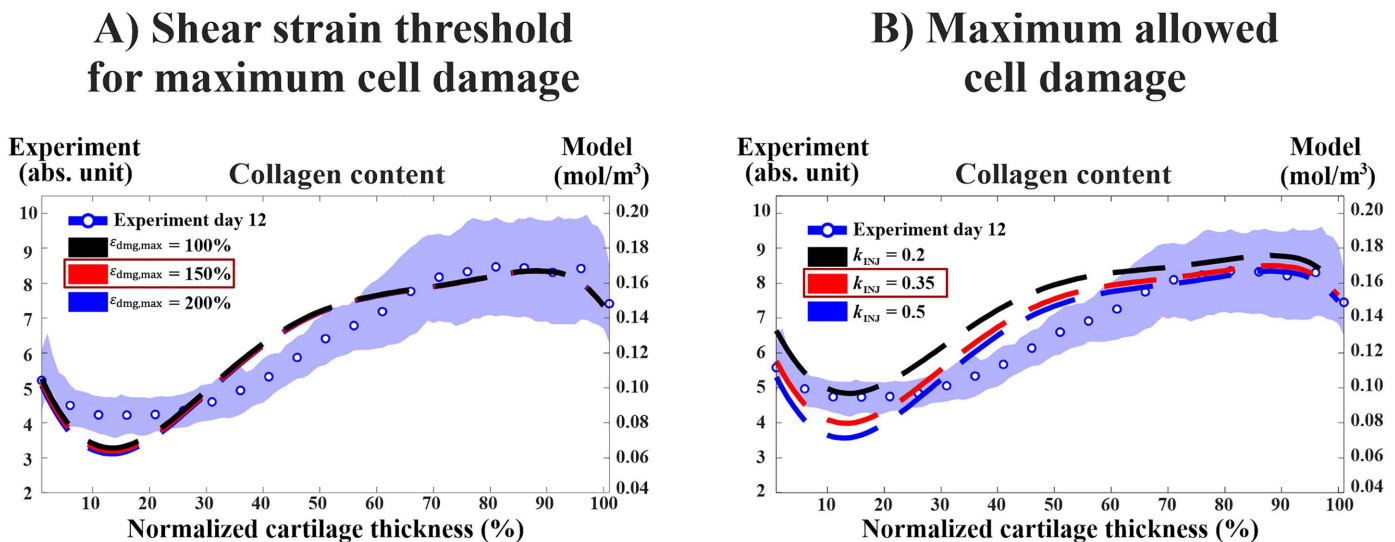 A) Shear strain threshold
for maximum cell damage
Experiment
(abs. unit)
Collagen content
Model
(mol/m³)
Experiment day 12
εdmg,max = 100%
εdmg,max = 150%
εdmg,max = 200%
10
9
8
7
6
5
4
3
2
0.20
0.18
0.16
0.14
0.12
0.10
0.08
0.06
0.04
10 20 30 40 50 60 70 80 90 100
Normalized cartilage thickness (%)
B) Maximum allowed
cell damage
Experiment
(abs. unit)
Collagen content
Model
(mol/m³)
Experiment day 12
kINJ = 0.2
kINJ = 0.35
kINJ = 0.5
10
9
8
7
6
5
4
3
2
0.20
0.18
0.16
0.14
0.12
0.10
0.08
0.06
0.04
10 20 30 40 50 60 70 80 90 100
Normalized cartilage thickness (%)